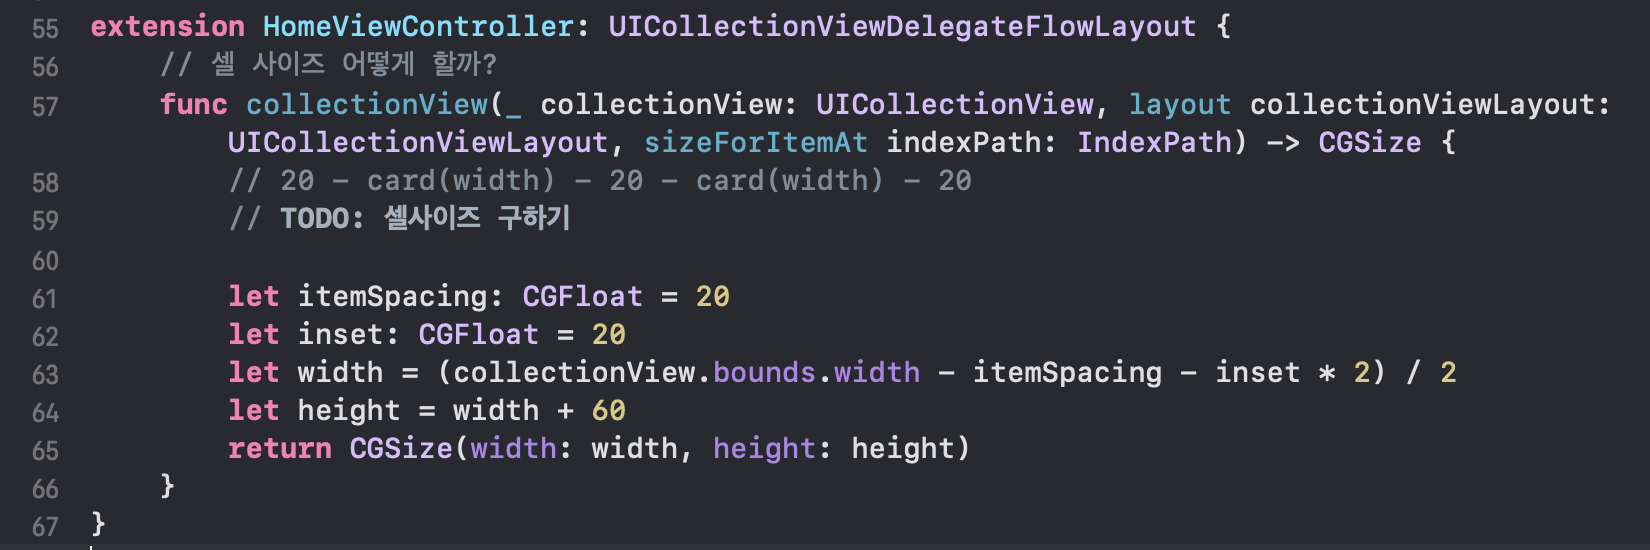 55 extension HomeViewController: UICollectionViewDelegateFlowLayout {
56 // 셀 사이즈 어떻게 할까?
57 func collectionView(_ collectionView: UICollectionView, layout collectionViewLayout:
UICollectionViewLayout, sizeForItemAt indexPath: IndexPath) -> CGSize {
58 // 20 - card(width) - 20 - card(width) - 20
59 // TODO: 셀사이즈 구하기
60
61 let itemSpacing: CGFloat = 20
62 let inset: CGFloat = 20
63 let width = (collectionView.bounds.width - itemSpacing - inset * 2) / 2
64 let height = width + 60
65 return CGSize(width: width, height: height)
66 }
67 }